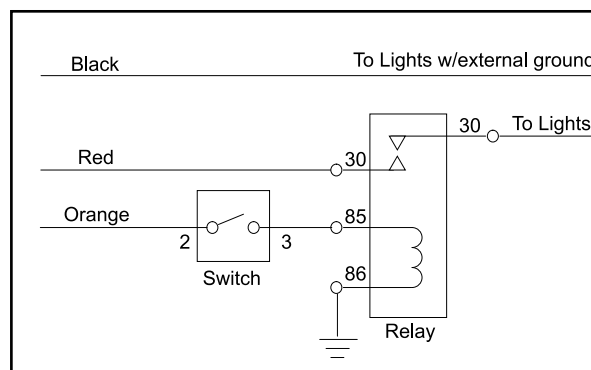 Black
To Lights w/external ground
30
To Lights
Red
30
Orange
85
2
3
Switch
86
Relay